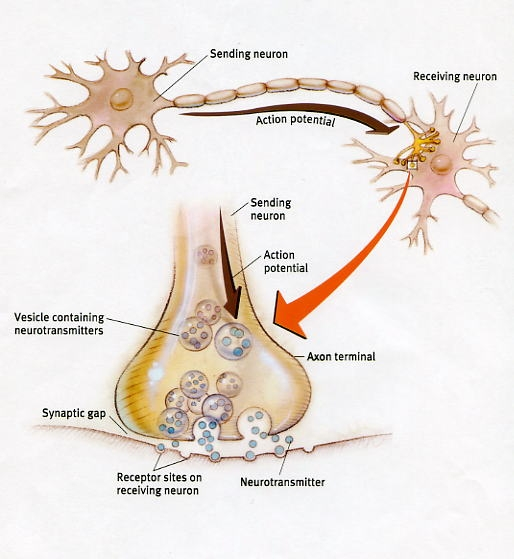 Sending neuron
Receiving neuron
Action potential
Sending
neuron
Action
potential
Vesicle containing
neurotransmitters
Axon terminal
Synaptic gap
Receptor sites on
receiving neuron
Neurotransmitter